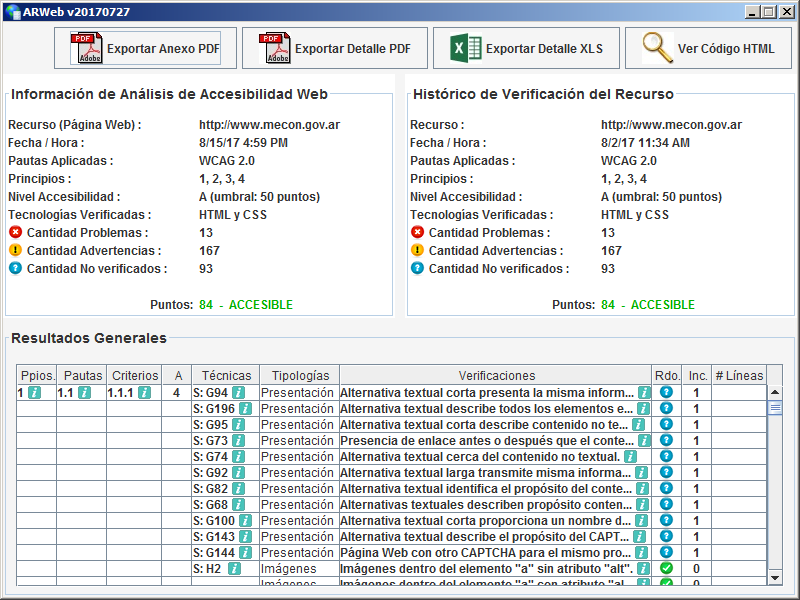 ARWeb v20170727
Exportar Anexo PDF
Exportar Detalle PDF
Exportar Detalle XLS
Ver Código HTML
Información de Análisis de Accesibilidad Web
Recurso (Página Web) : http://www.mecon.gov.ar
Fecha / Hora : 8/15/17 4:59 PM
Pautas Aplicadas : WCAG 2.0
Principios : 1, 2, 3, 4
Nivel Accesibilidad : A (umbral: 50 puntos)
Tecnologías Verificadas : HTML y CSS
Cantidad Problemas : 13
Cantidad Advertencias : 167
Cantidad No verificados : 93
Puntos: 84 - ACCESIBLE
Histórico de Verificación del Recurso
Recurso : http://www.mecon.gov.ar
Fecha / Hora : 8/2/17 11:34 AM
Pautas Aplicadas : WCAG 2.0
Principios : 1, 2, 3, 4
Nivel Accesibilidad : A (umbral: 50 puntos)
Tecnologías Verificadas : HTML y CSS
Cantidad Problemas : 13
Cantidad Advertencias : 167
Cantidad No verificados : 93
Puntos: 84 - ACCESIBLE
Resultados Generales
Ppios. Pautas Criterios A Técnicas Tipologías Verificaciones Rdo. Inc. # Líneas
1 1.1 1.1.1 4 S: G94 Presentación Alternativa textual corta presenta la misma inform... 1
S: G196 Presentación Alternativa textual describe todos los elementos e... 1
S: G95 Presentación Alternativa textual corta describe contenido no te... 1
S: G73 Presentación Presencia de enlace antes o después que el conte... 1
S: G74 Presentación Alternativa textual cerca del contenido no textual. 1
S: G92 Presentación Alternativa textual larga transmite misma informa... 1
S: G82 Presentación Alternativa textual identifica el propósito del conte... 1
S: G68 Presentación Alternativas textuales describen propósito conten... 1
S: G100 Presentación Alternativa textual corta proporciona un nombre d... 1
S: G143 Presentación Alternativa textual describe el propósito del CAPT... 1
S: G144 Presentación Página Web con otro CAPTCHA para el mismo pro... 1
S: H2 Imágenes Imágenes dentro del elemento "a" sin atributo "alt". 0
Imágenes Imágenes dentro del elemento "a" con atributo "al... 0